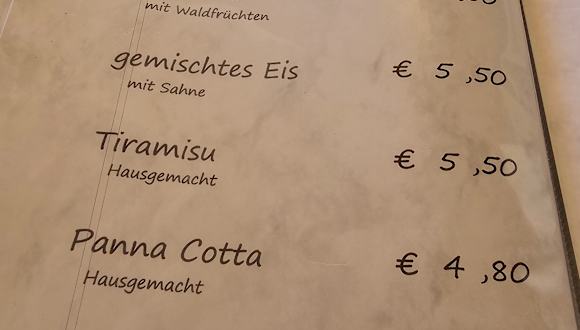 mit Waldfrüchten
gemischtes Eis € 5 ,50
mit Sahne
Tiramisu € 5 ,50
Hausgemacht
Panna Cotta € 4 ,80
Hausgemacht